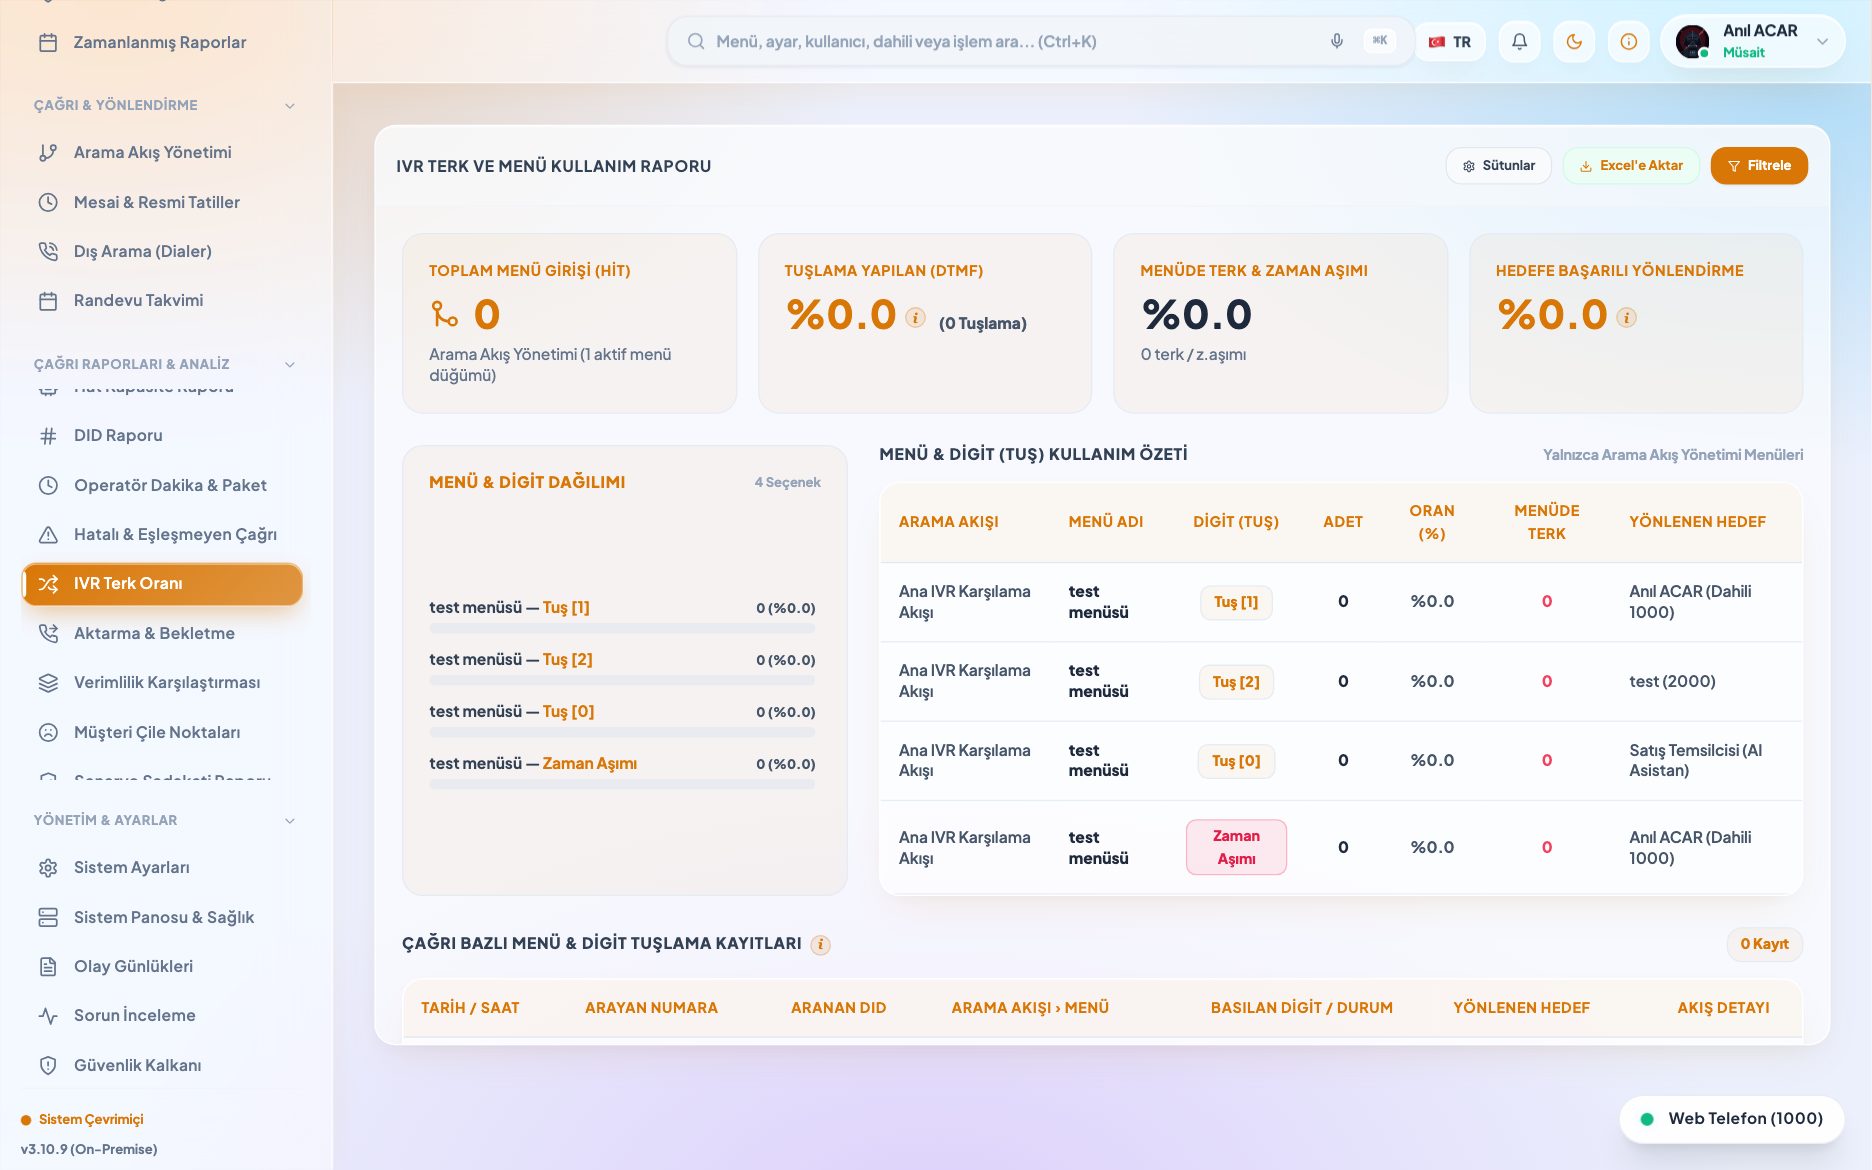 Zamanlanmış Raporlar
ÇAĞRI & YÖNLENDİRME
Arama Akış Yönetimi
Mesai & Resmi Tatiller
Dış Arama (Dialer)
Randevu Takvimi
ÇAĞRI RAPORLARI & ANALİZ
DID Raporu
Operatör Dakika & Paket
Hatalı & Eşleşmeyen Çağrı
IVR Terk Oranı
Aktarma & Bekletme
Verimlilik Karşılaştırması
Müşteri Çile Noktaları
YÖNETİM & AYARLAR
Sistem Ayarları
Sistem Panosu & Sağlık
Olay Günlükleri
Sorun İnceleme
Güvenlik Kalkanı
Sistem Çevrimiçi
v3.10.9 (On-Premise)
Menü, ayar, kullanıcı, dahili veya işlem ara... (Ctrl+K)
⌘K
TR
Anıl ACAR
Müsait
IVR TERK VE MENÜ KULLANIM RAPORU
Sütunlar
Excel'e Aktar
Filtrele
TOPLAM MENÜ GİRİŞİ (HİT)
0
Arama Akış Yönetimi (1 aktif menü
düğümü)
TUŞLAMA YAPILAN (DTMF)
%0.0 i (0 Tuşlama)
MENÜDE TERK & ZAMAN AŞIMI
%0.0
0 terk / z.aşımı
HEDEFE BAŞARILI YÖNLENDİRME
%0.0 i
MENÜ & DİGİT DAĞILIMI
4 Seçenek
test menüsü — Tuş [1] 0 (%0.0)
test menüsü — Tuş [2] 0 (%0.0)
test menüsü — Tuş [0] 0 (%0.0)
test menüsü — Zaman Aşımı 0 (%0.0)
MENÜ & DİGİT (TUŞ) KULLANIM ÖZETİ
Yalnızca Arama Akış Yönetimi Menüleri
ARAMA AKIŞI MENÜ ADI DİGİT (TUŞ) ADET ORAN (%) MENÜDE TERK YÖNLENEN HEDEF
Ana IVR Karşılama Akışı test menüsü Tuş [1] 0 %0.0 0 Anıl ACAR (Dahili 1000)
Ana IVR Karşılama Akışı test menüsü Tuş [2] 0 %0.0 0 test (2000)
Ana IVR Karşılama Akışı test menüsü Tuş [0] 0 %0.0 0 Satış Temsilcisi (AI Asistan)
Ana IVR Karşılama Akışı test menüsü Zaman Aşımı 0 %0.0 0 Anıl ACAR (Dahili 1000)
ÇAĞRI BAZLI MENÜ & DİGİT TUŞLAMA KAYITLARI i
0 Kayıt
TARİH / SAAT ARAYAN NUMARA ARANAN DID ARAMA AKIŞI › MENÜ BASILAN DİGİT / DURUM YÖNLENEN HEDEF AKIŞ DETAYI
Web Telefon (1000)